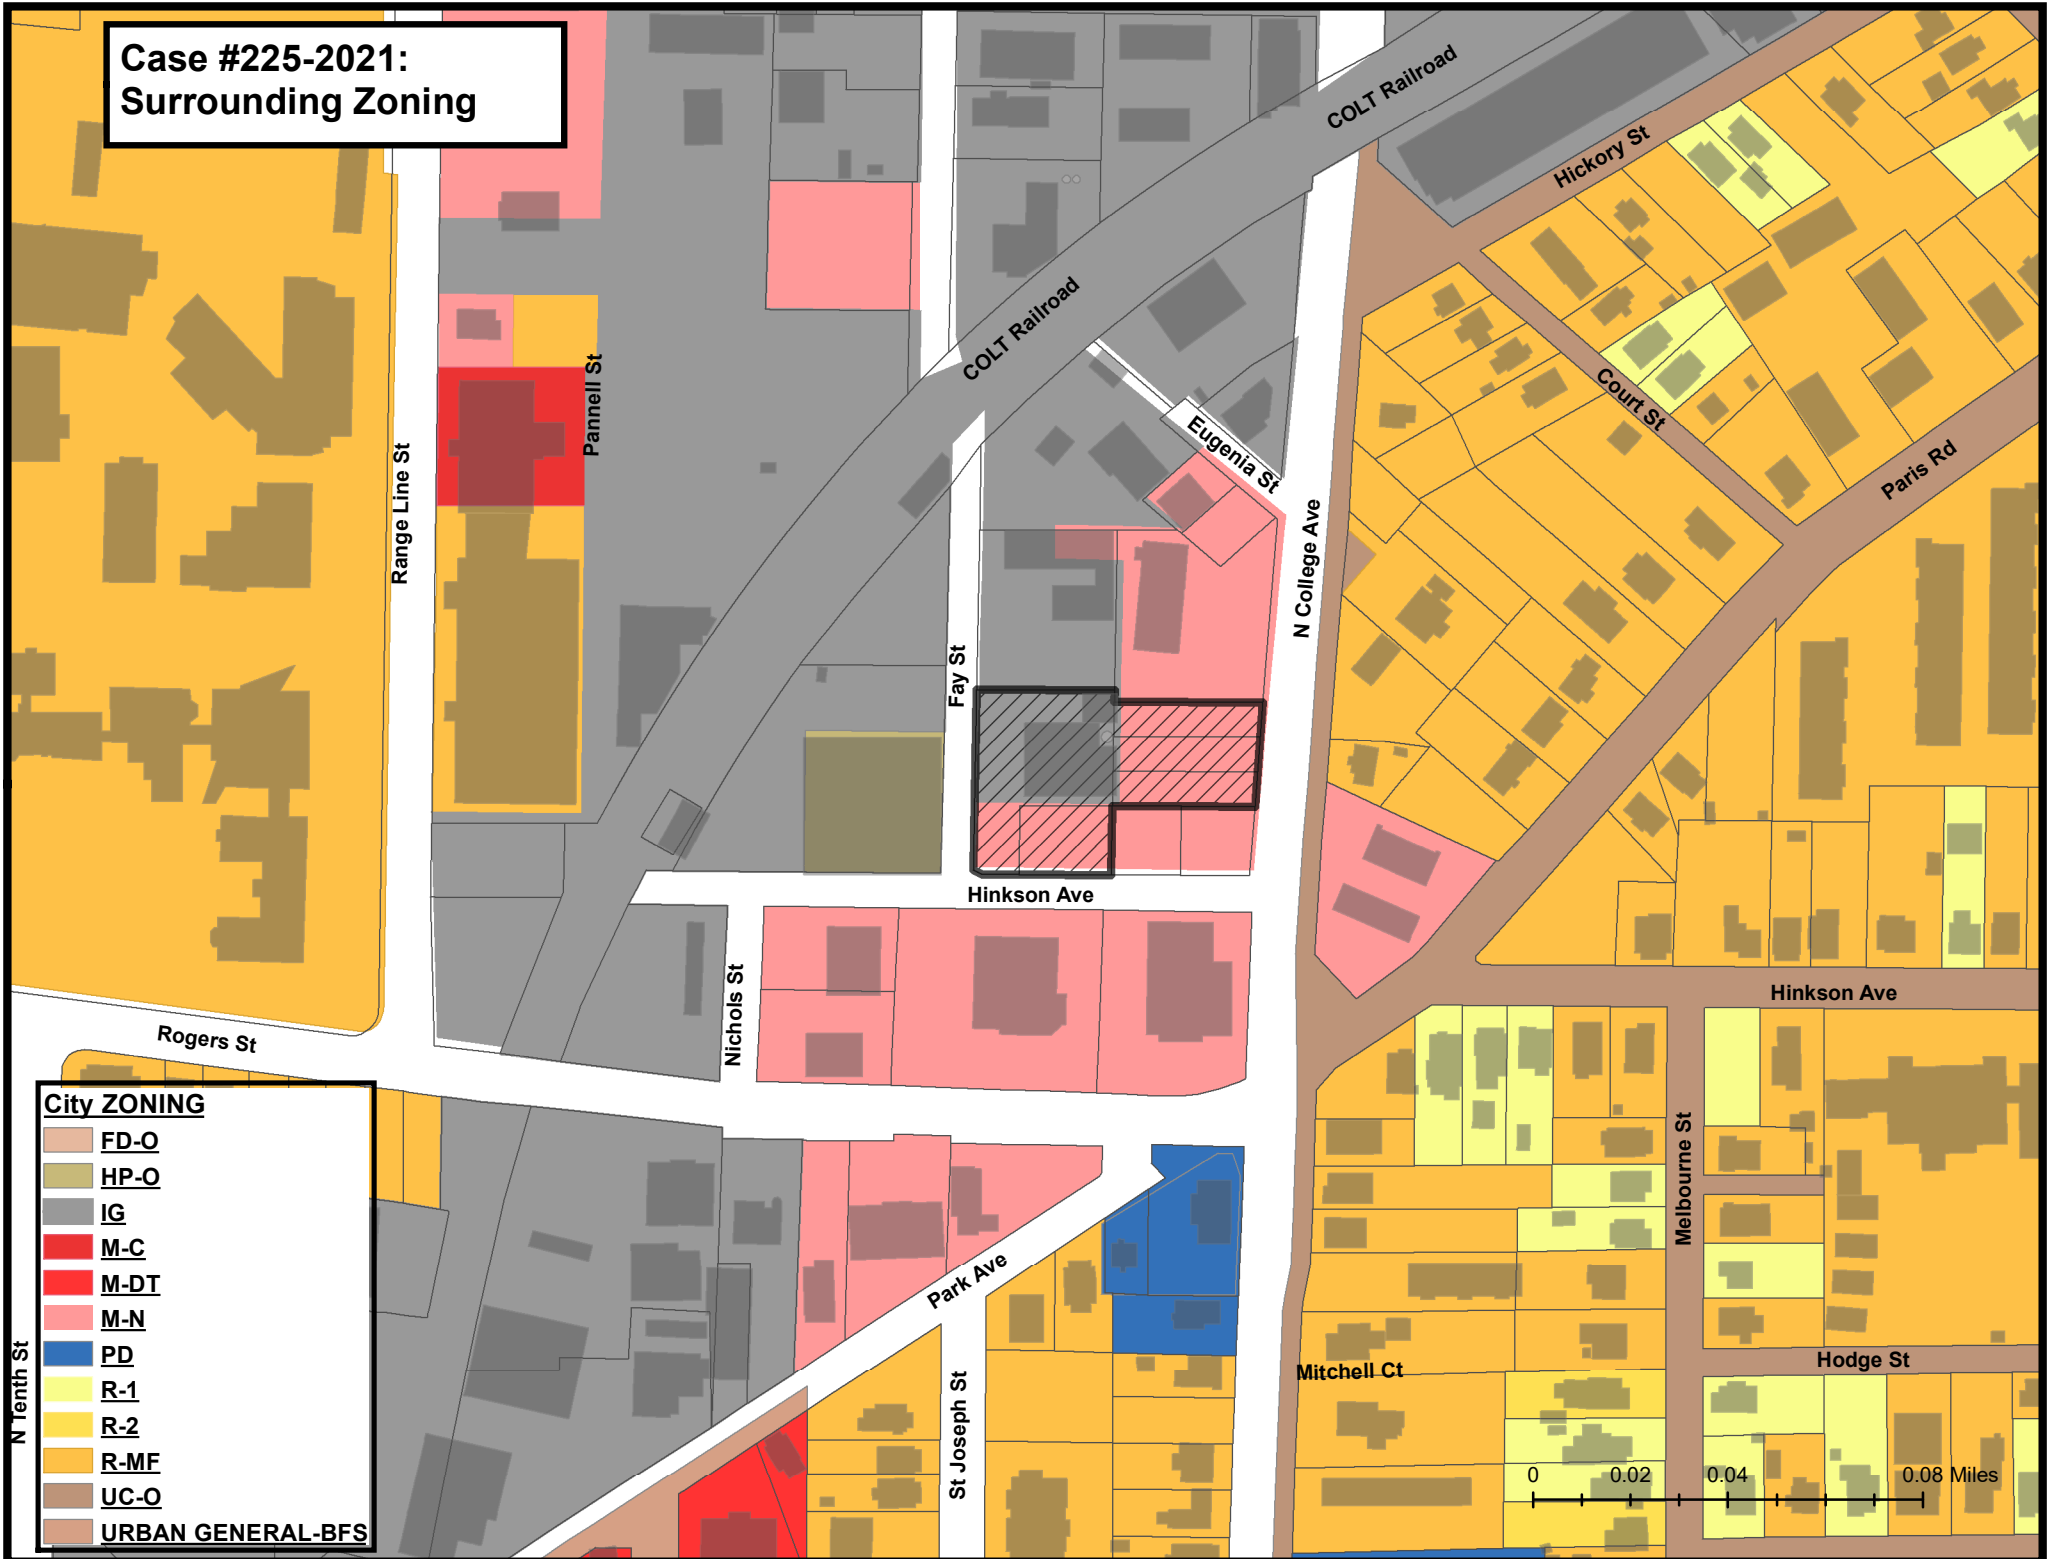 Case #225-2021:
Surrounding Zoning
COLT Railroad
Hickory St
COLT Railroad
Pannell St
Court St
Eugenia St
Paris Rd
Range Line St
N College Ave
Fay St
Hinkson Ave
Nichols St
Hinkson Ave
Rogers St
Melbourne St
Park Ave
Mitchell Ct
Hodge St
St Joseph St
N Tenth St
City ZONING
FD-O
HP-O
IG
M-C
M-DT
M-N
PD
R-1
R-2
R-MF
UC-O
URBAN GENERAL-BFS
0 0.02 0.04 0.08 Miles